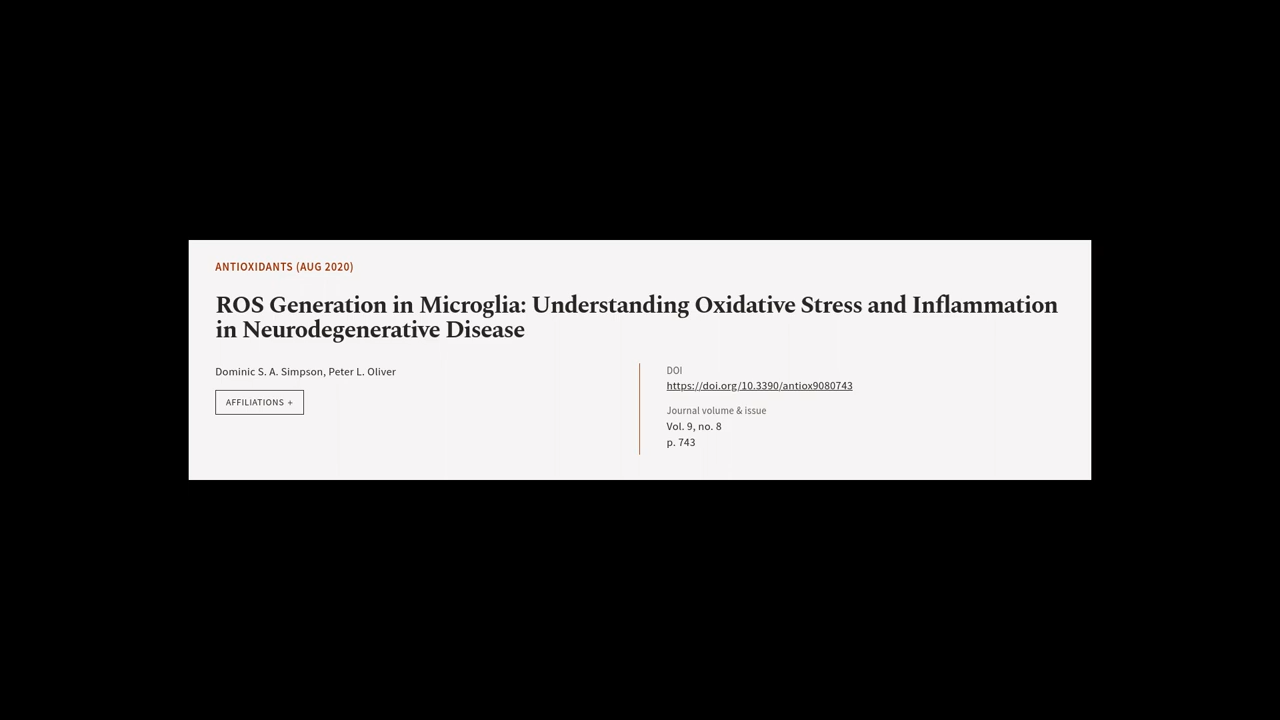 ANTIOXIDANTS (AUG 2020)
ROS Generation in Microglia: Understanding Oxidative Stress and Inflammation
in Neurodegenerative Disease
Dominic S. A. Simpson, Peter L. Oliver
AFFILIATIONS +
DOI
https://doi.org/10.3390/antiox9080743
Journal volume & issue
Vol. 9, no. 8
p. 743